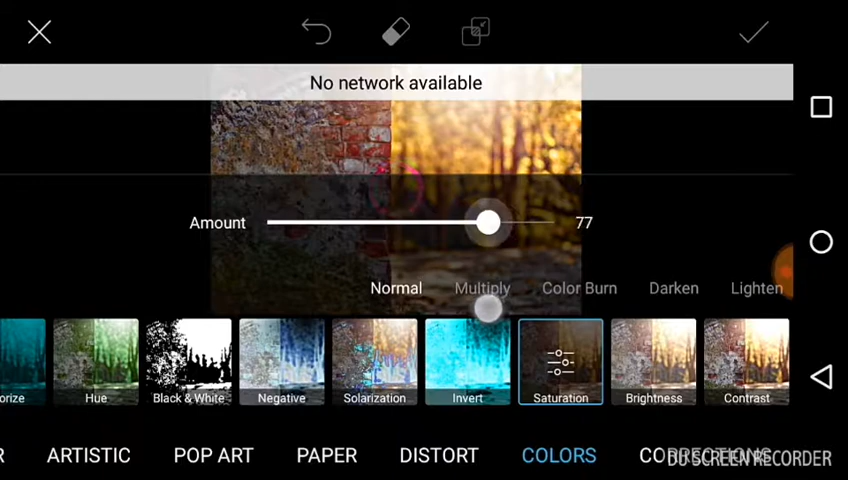 No network available
Amount 77
Normal Multiply Color Burn Darken Lighten
orize Hue Black & White Negative Solarization Invert Saturation Brightness Contrast
R ARTISTIC POP ART PAPER DISTORT COLORS CORRECTIONS
DU SCREEN RECORDER